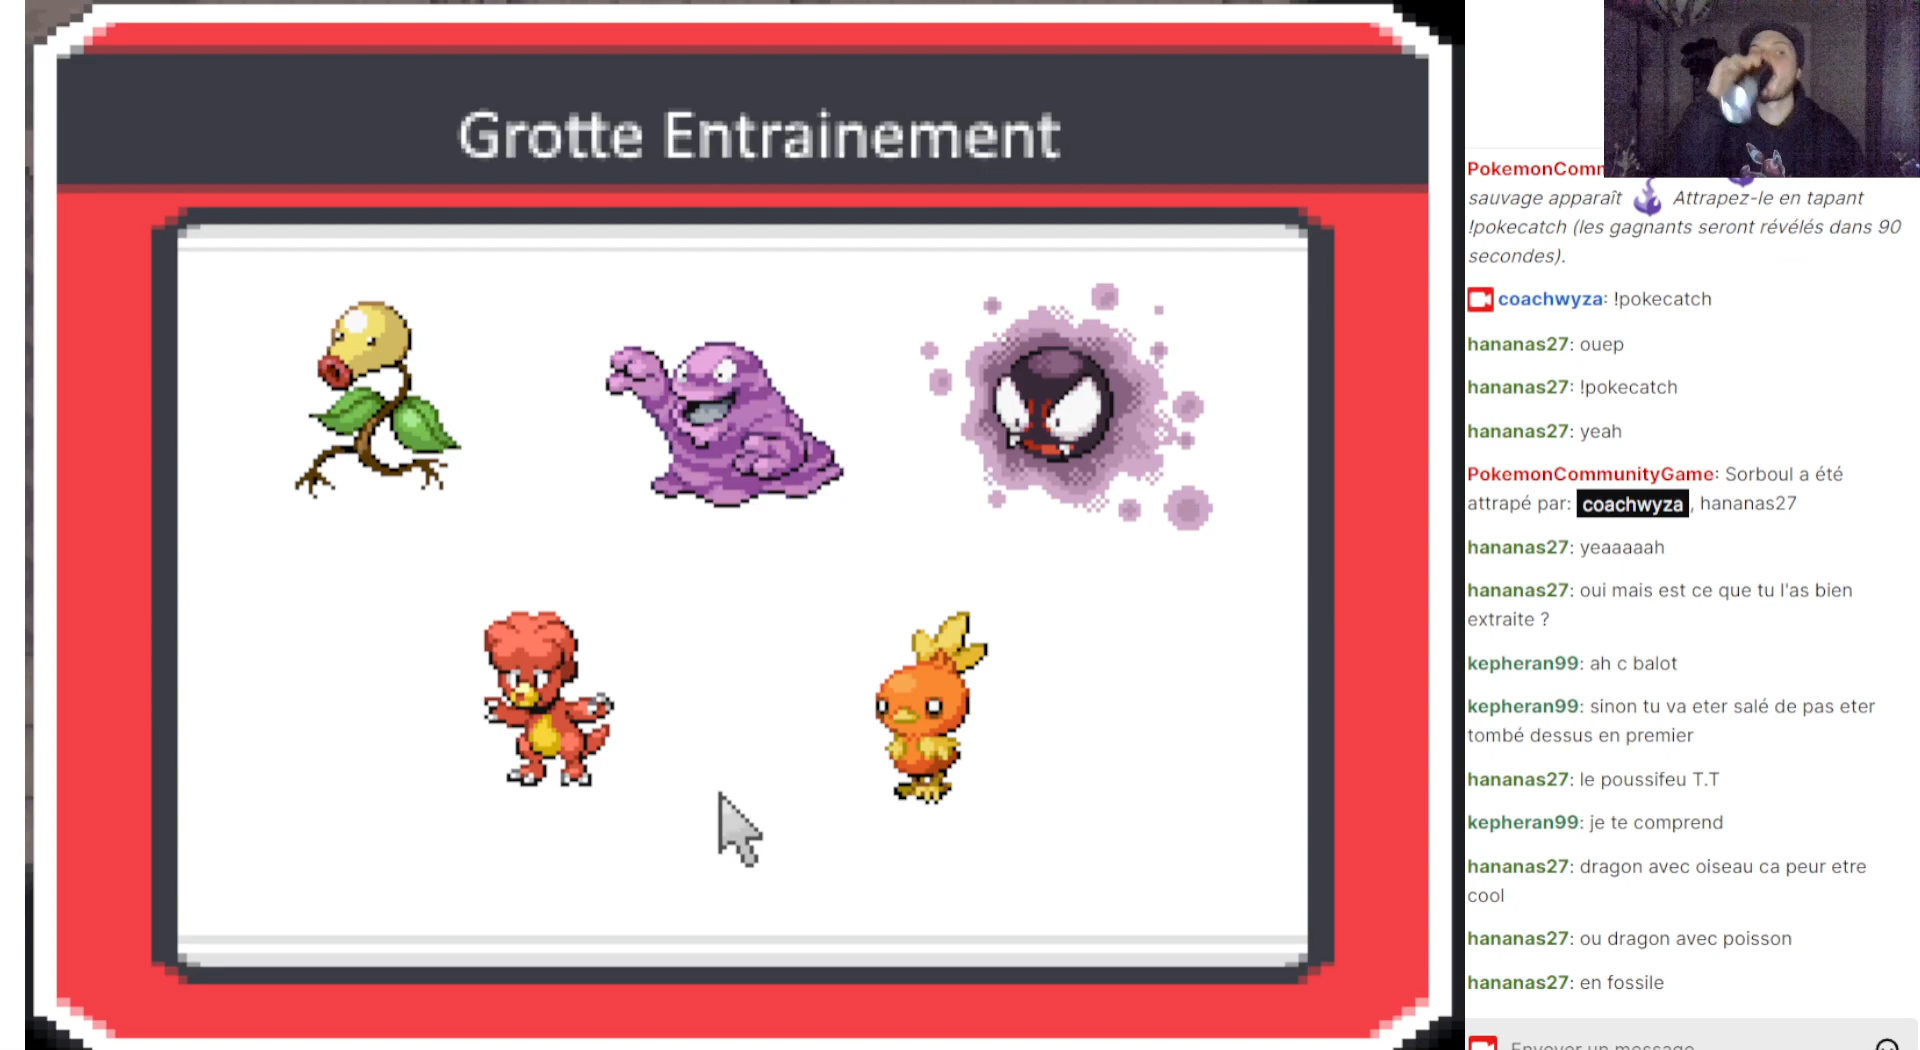 Grotte Entrainement
sauvage apparaît Attrapez-le en tapant
!pokecatch (les gagnants seront révélés dans 90
secondes).
coachwyza: !pokecatch
hananas27: ouep
hananas27: !pokecatch
hananas27: yeah
PokemonCommunityGame: Sorboul a été
attrapé par: coachwyza, hananas27
hananas27: yeaaaaah
hananas27: oui mais est ce que tu l'as bien
extraite ?
kepheran99: ah c balot
kepheran99: sinon tu va eter salé de pas eter
tombé dessus en premier
hananas27: le poussifeu T.T
kepheran99: je te comprend
hananas27: dragon avec oiseau ca peur etre
cool
hananas27: ou dragon avec poisson
hananas27: en fossile
Envoyer un message